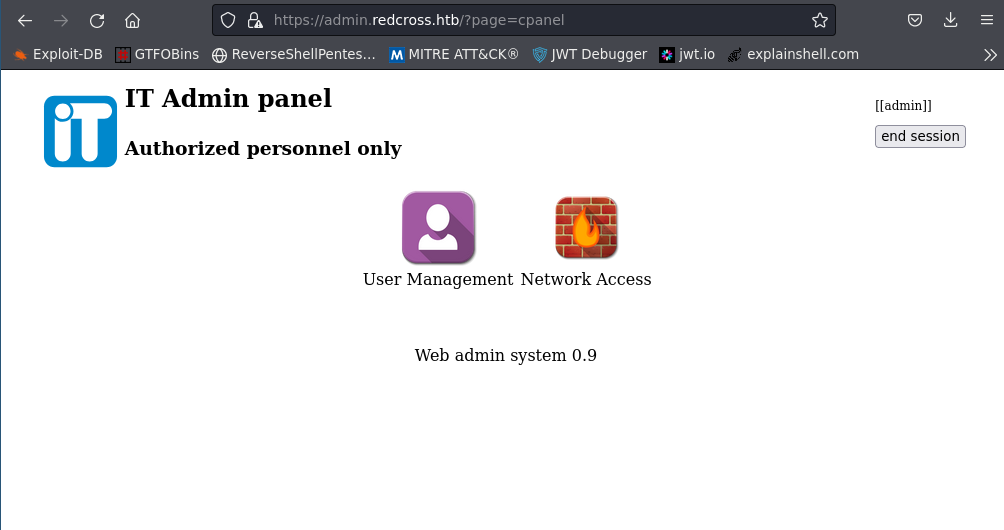 https://admin.redcross.htb/?page=cpanel
Exploit-DB GTFOBins ReverseShellPentes... MITRE ATT&CK® JWT Debugger jwt.io explainshell.com
iT IT Admin panel
[[admin]]
end session
Authorized personnel only
User Management Network Access
Web admin system 0.9